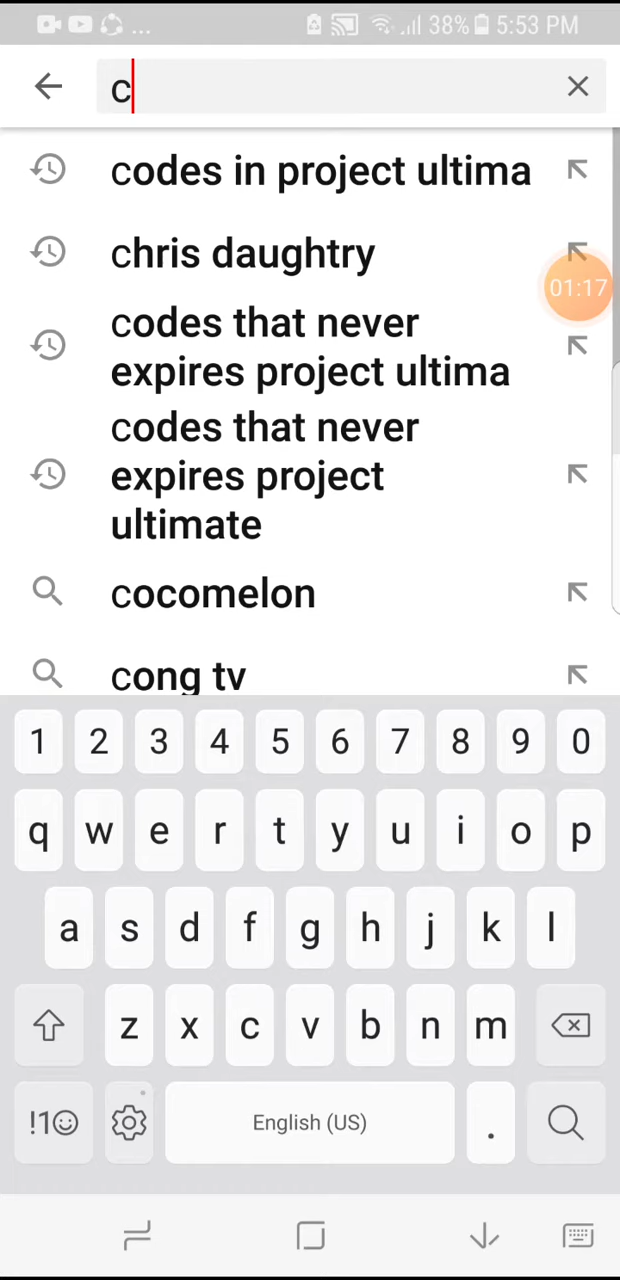 ... 38% 5:53 PM
c
codes in project ultima
chris daughtry
01:17
codes that never
expires project ultima
codes that never
expires project
ultimate
cocomelon
cong tv
1 2 3 4 5 6 7 8 9 0
q w e r t y u i o p
a s d f g h j k l
z x c v b n m
!1☺ English (US) .